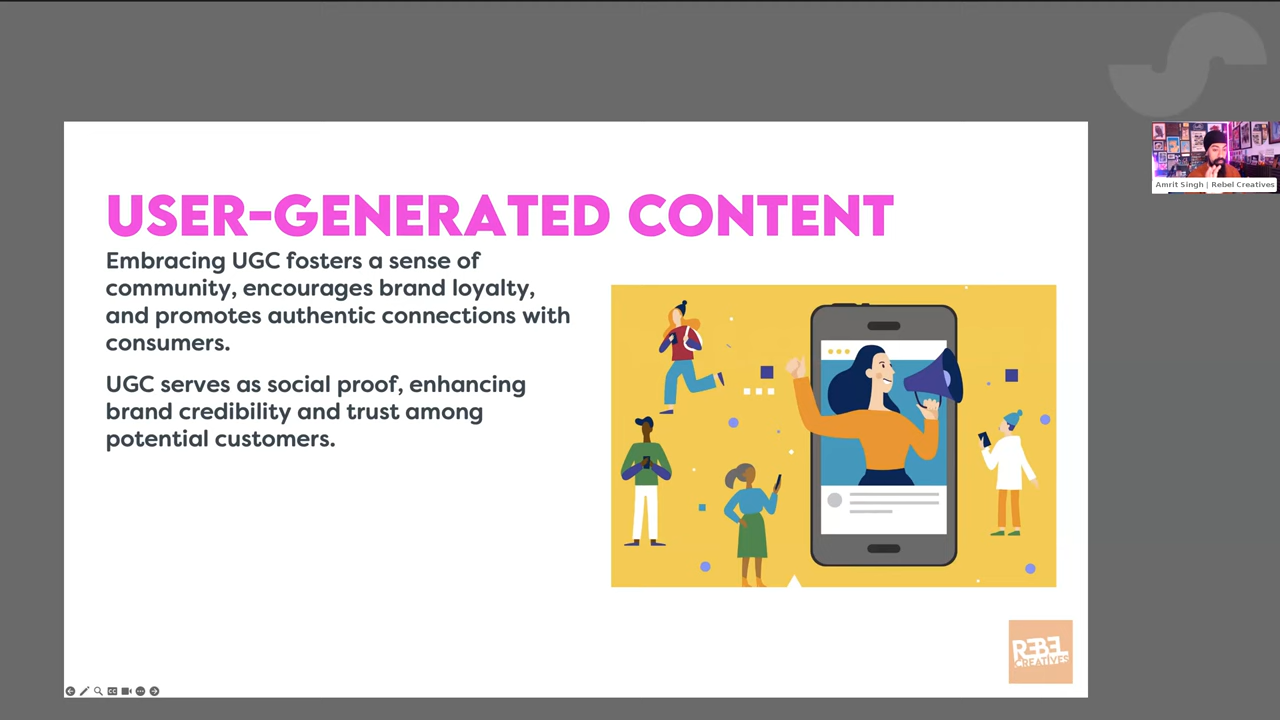 USER-GENERATED CONTENT
Embracing UGC fosters a sense of
community, encourages brand loyalty,
and promotes authentic connections with
consumers.
UGC serves as social proof, enhancing
brand credibility and trust among
potential customers.
Amrit Singh | Rebel Creatives
REBEL
CREATIVES